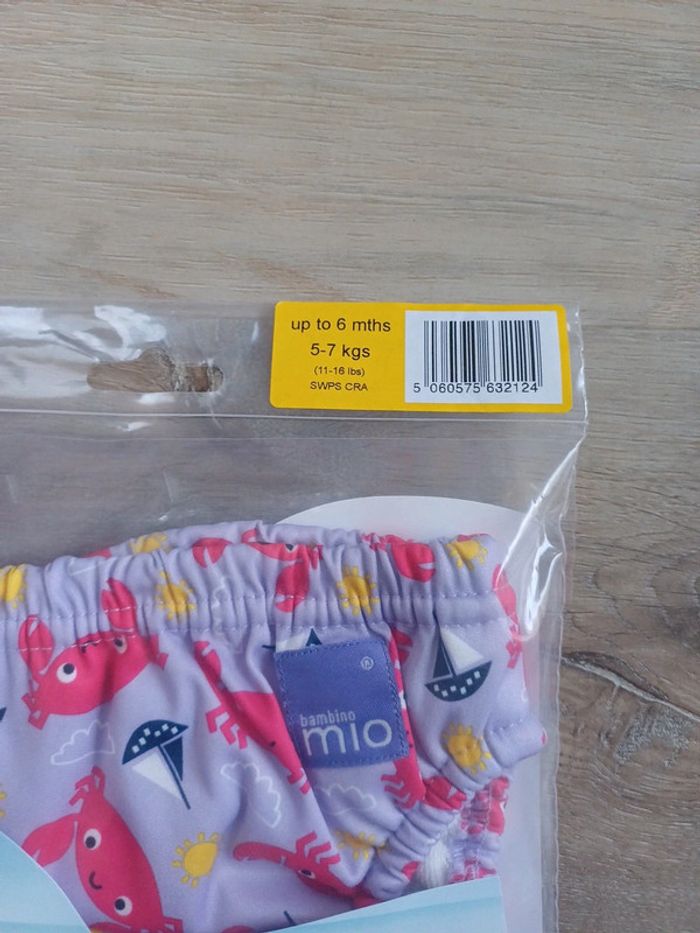 up to 6 mths
5-7 kgs
(11-16 lbs)
SWPS CRA
5 060575 632124
®
bambino
mio